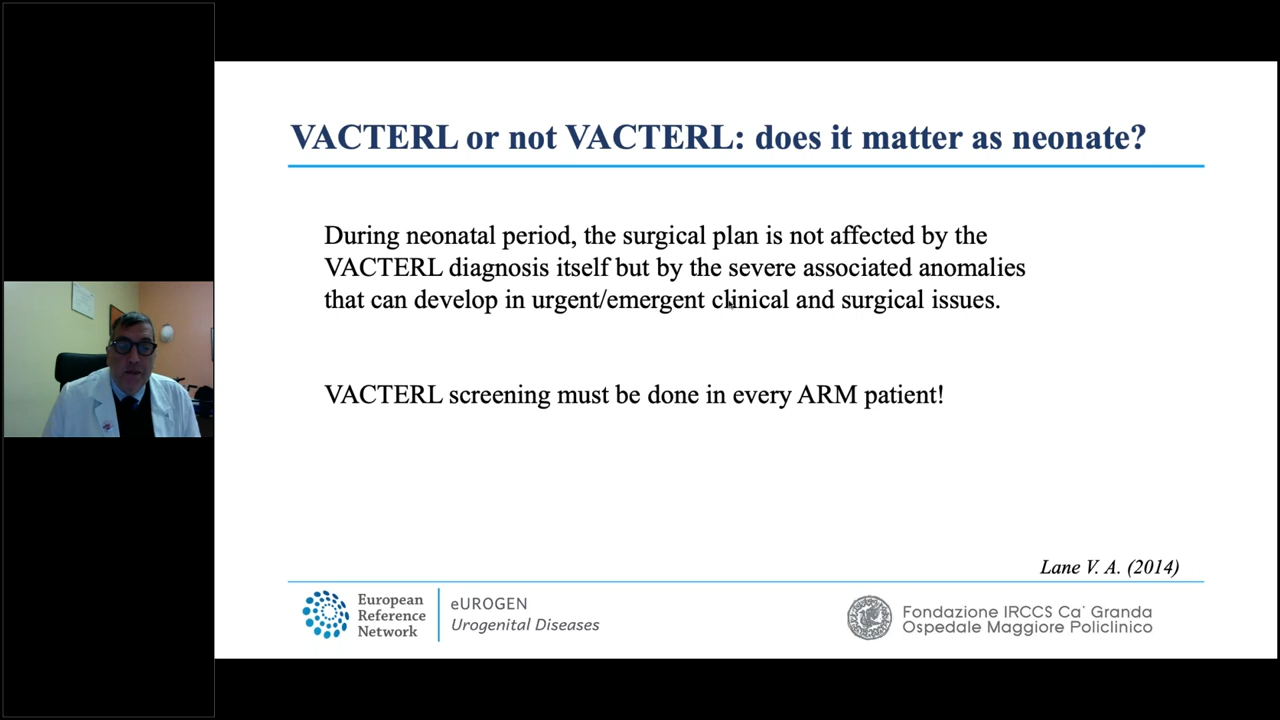 VACTERL or not VACTERL: does it matter as neonate?
During neonatal period, the surgical plan is not affected by the
VACTERL diagnosis itself but by the severe associated anomalies
that can develop in urgent/emergent clinical and surgical issues.
VACTERL screening must be done in every ARM patient!
Lane V. A. (2014)
European
Reference
Network
eUROGEN
Urogenital Diseases
Fondazione IRCCS Ca' Granda
Ospedale Maggiore Policlinico